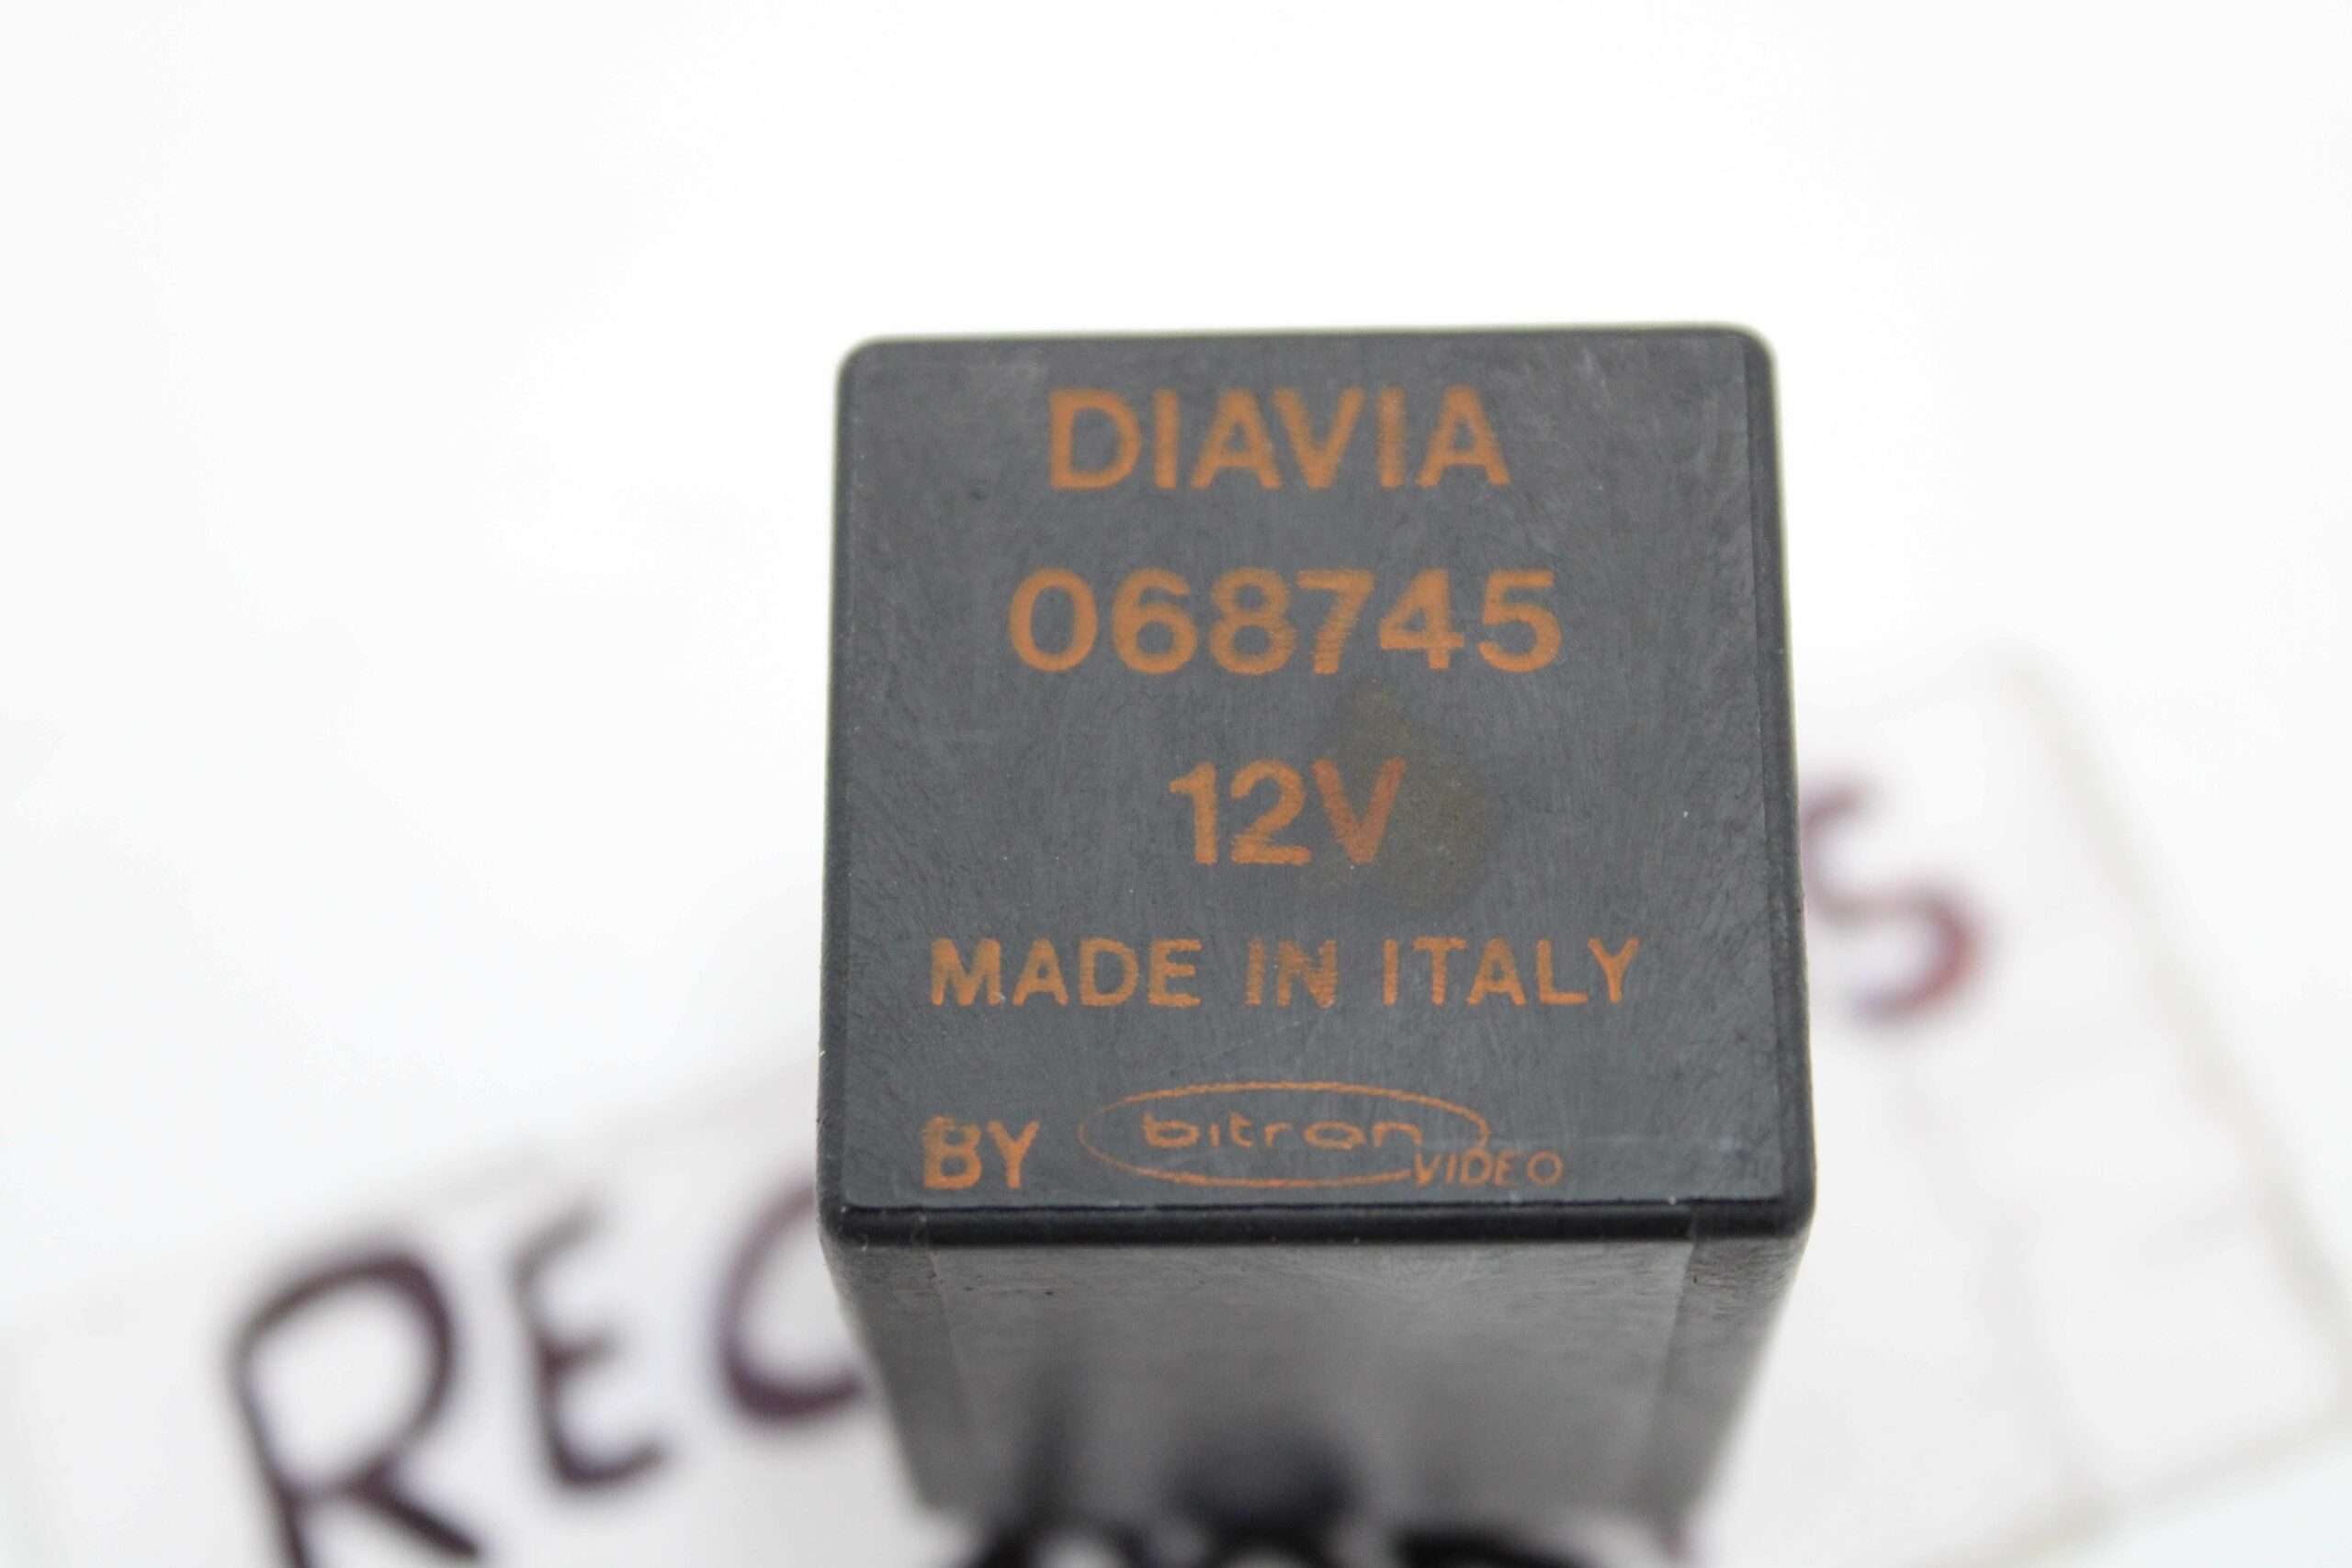 DIAVIA
068745
12V
MADE IN ITALY
BY bitron VIDEO